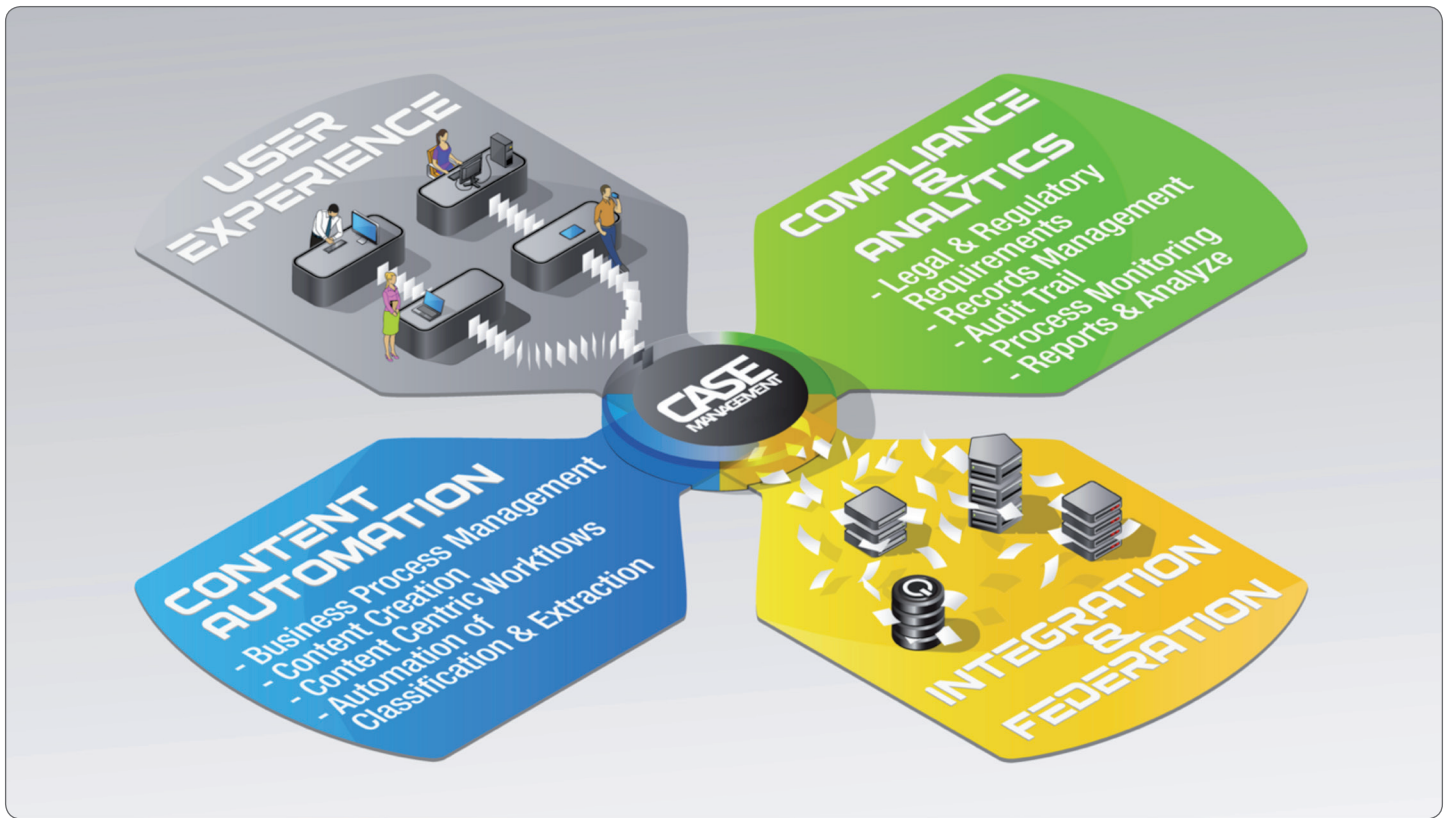 USER
EXPERIENCE
COMPLIANCE
&
ANALYTICS
- Legal & Regulatory
Requirements
- Records Management
- Audit Trail
- Process Monitoring
- Reports & Analyze
CASE
MANAGEMENT
CONTENT
AUTOMATION
- Business Process Management
- Content Creation
- Content Centric Workflows
- Automation of
Classification & Extraction
INTEGRATION
&
FEDERATION